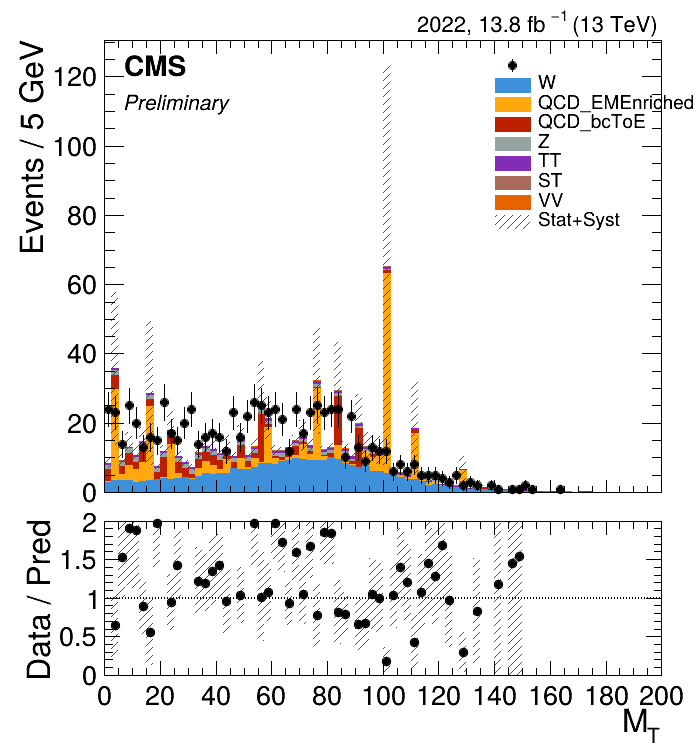 2022, 13.8 fb⁻¹ (13 TeV)
CMS
Preliminary
W
QCD_EMEnriched
QCD_bcToE
Z
TT
ST
VV
Stat+Syst
Events / 5 GeV
120
100
80
60
40
20
0
Data / Pred
2
1.5
1
0.5
0
0 20 40 60 80 100 120 140 160 180 200
M_T